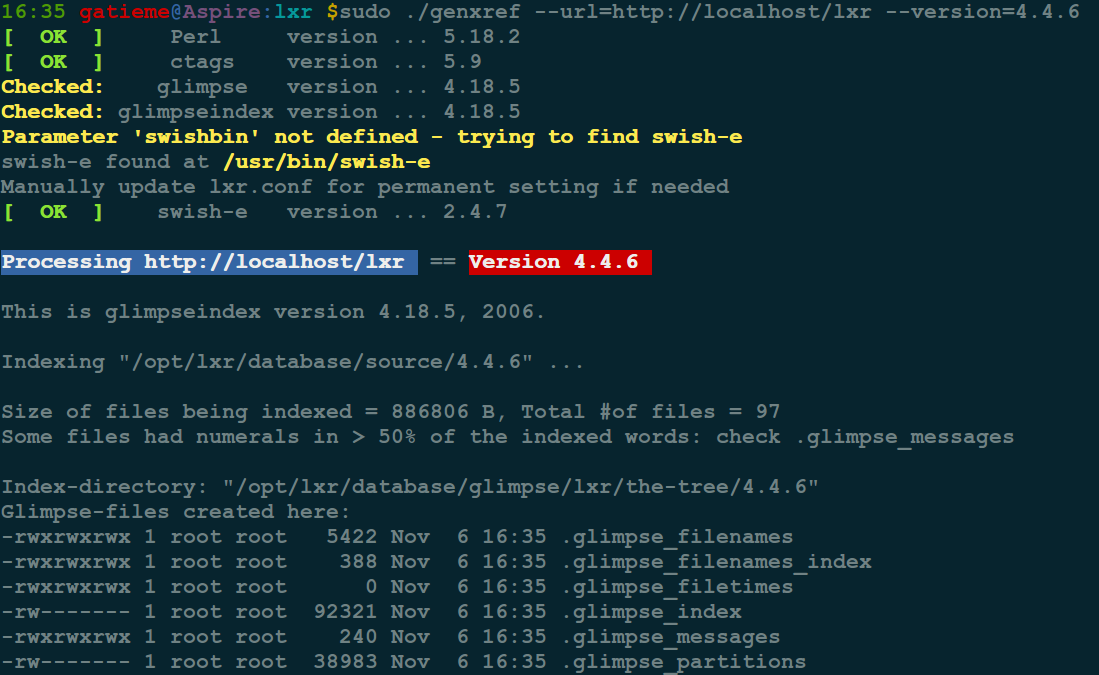 16:35 gatieme@Aspire:lxr $sudo ./genxref --url=http://localhost/lxr --version=4.4.6
[  OK  ]     Perl     version ... 5.18.2
[  OK  ]     ctags    version ... 5.9
Checked:    glimpse   version ... 4.18.5
Checked: glimpseindex version ... 4.18.5
Parameter 'swishbin' not defined - trying to find swish-e
swish-e found at /usr/bin/swish-e
Manually update lxr.conf for permanent setting if needed
[  OK  ]    swish-e   version ... 2.4.7
Processing http://localhost/lxr  == Version 4.4.6
This is glimpseindex version 4.18.5, 2006.
Indexing "/opt/lxr/database/source/4.4.6" ...
Size of files being indexed = 886806 B, Total #of files = 97
Some files had numerals in > 50% of the indexed words: check .glimpse_messages
Index-directory: "/opt/lxr/database/glimpse/lxr/the-tree/4.4.6"
Glimpse-files created here:
-rwxrwxrwx 1 root root   5422 Nov  6 16:35 .glimpse_filenames
-rwxrwxrwx 1 root root    388 Nov  6 16:35 .glimpse_filenames_index
-rwxrwxrwx 1 root root      0 Nov  6 16:35 .glimpse_filetimes
-rw------- 1 root root  92321 Nov  6 16:35 .glimpse_index
-rwxrwxrwx 1 root root    240 Nov  6 16:35 .glimpse_messages
-rw------- 1 root root  38983 Nov  6 16:35 .glimpse_partitions